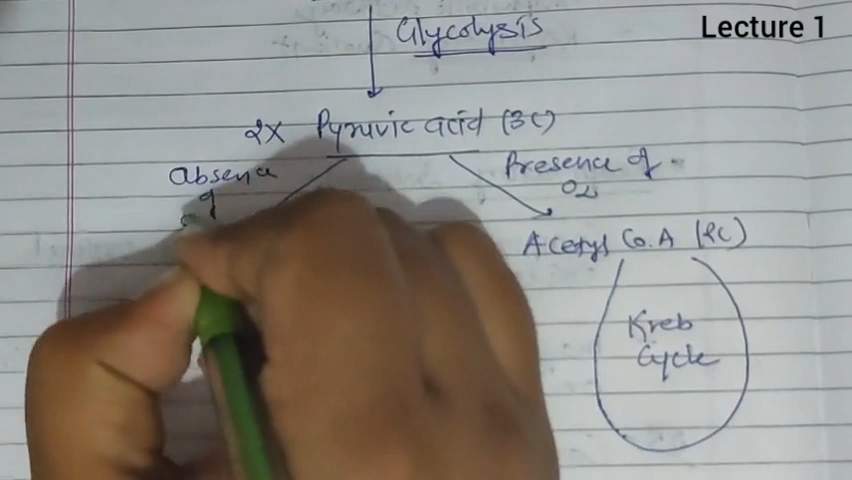 Lecture 1
Glycolysis
2x Pyruvic acid (3C)
Absence of
Presence of O2
Acetyl Co.A (2C)
Kreb
Cycle